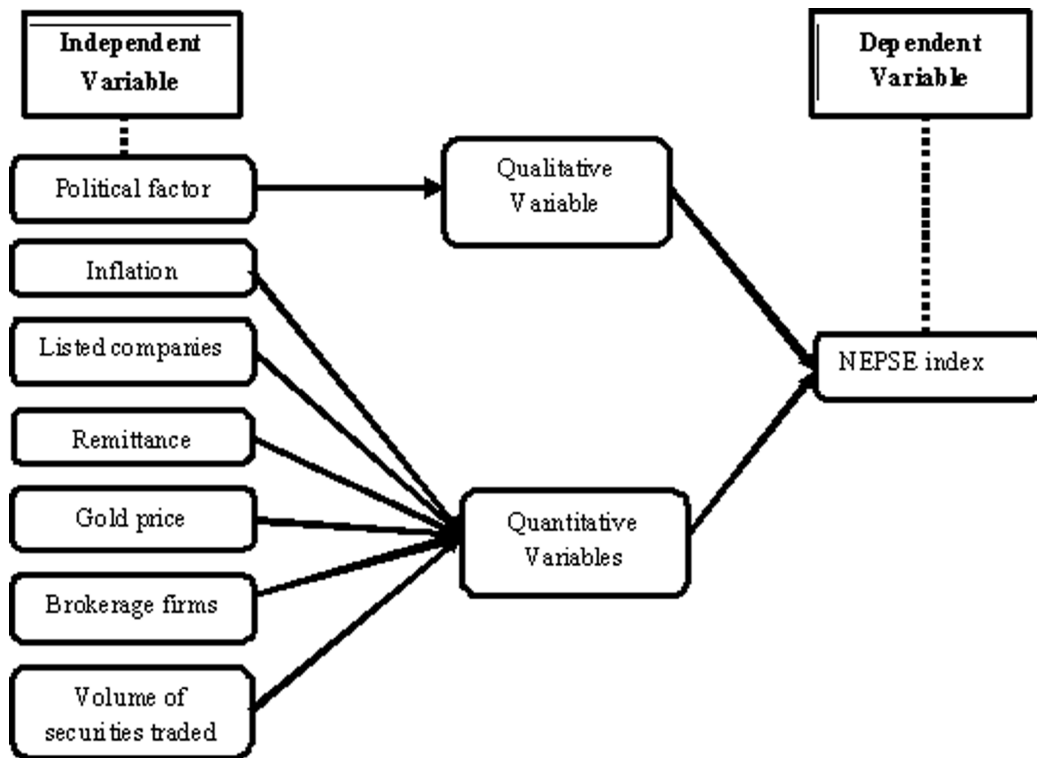 Independent
Variable
Dependent
Variable
Political factor
Qualitative
Variable
Inflation
Listed companies
NEPSE index
Remittance
Gold price
Quantitative
Variables
Brokerage firms
Volume of
securities traded